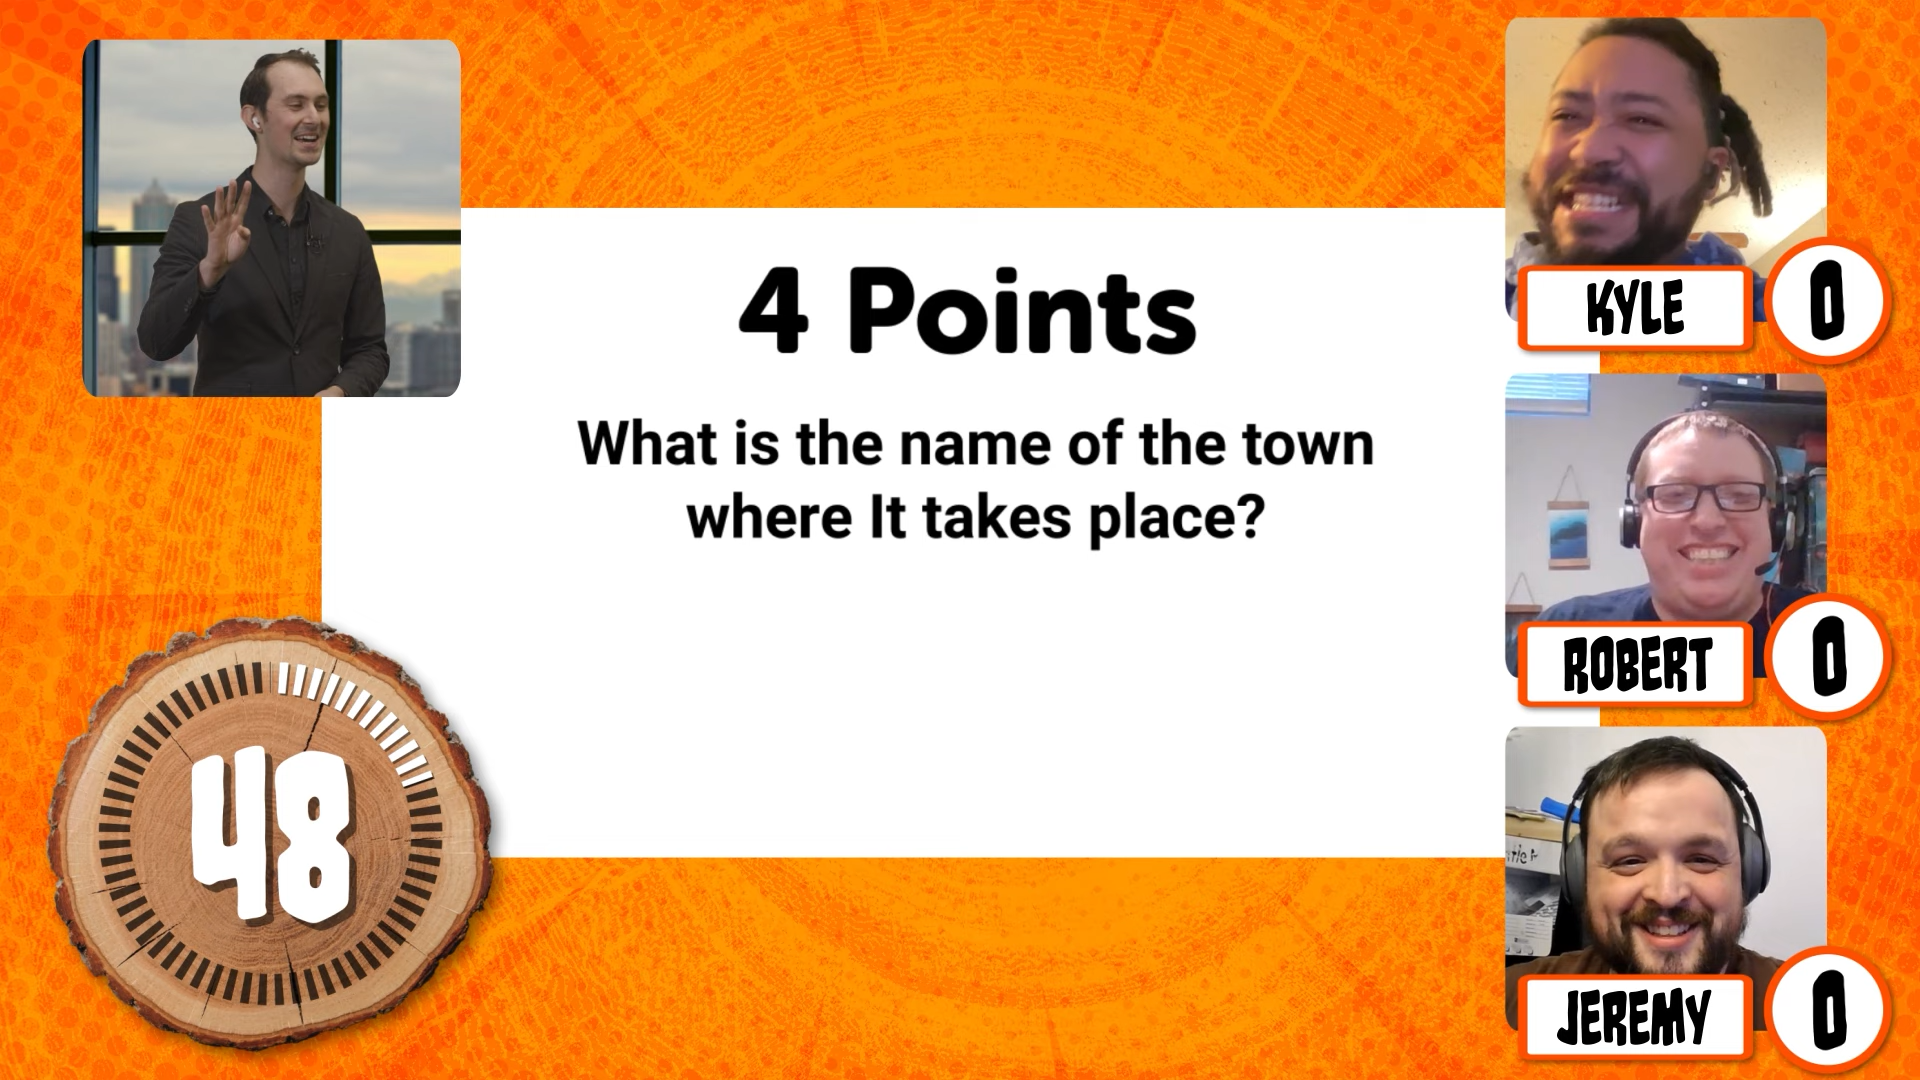 4 Points
What is the name of the town
where It takes place?
48
KYLE
0
ROBERT
0
JEREMY
0